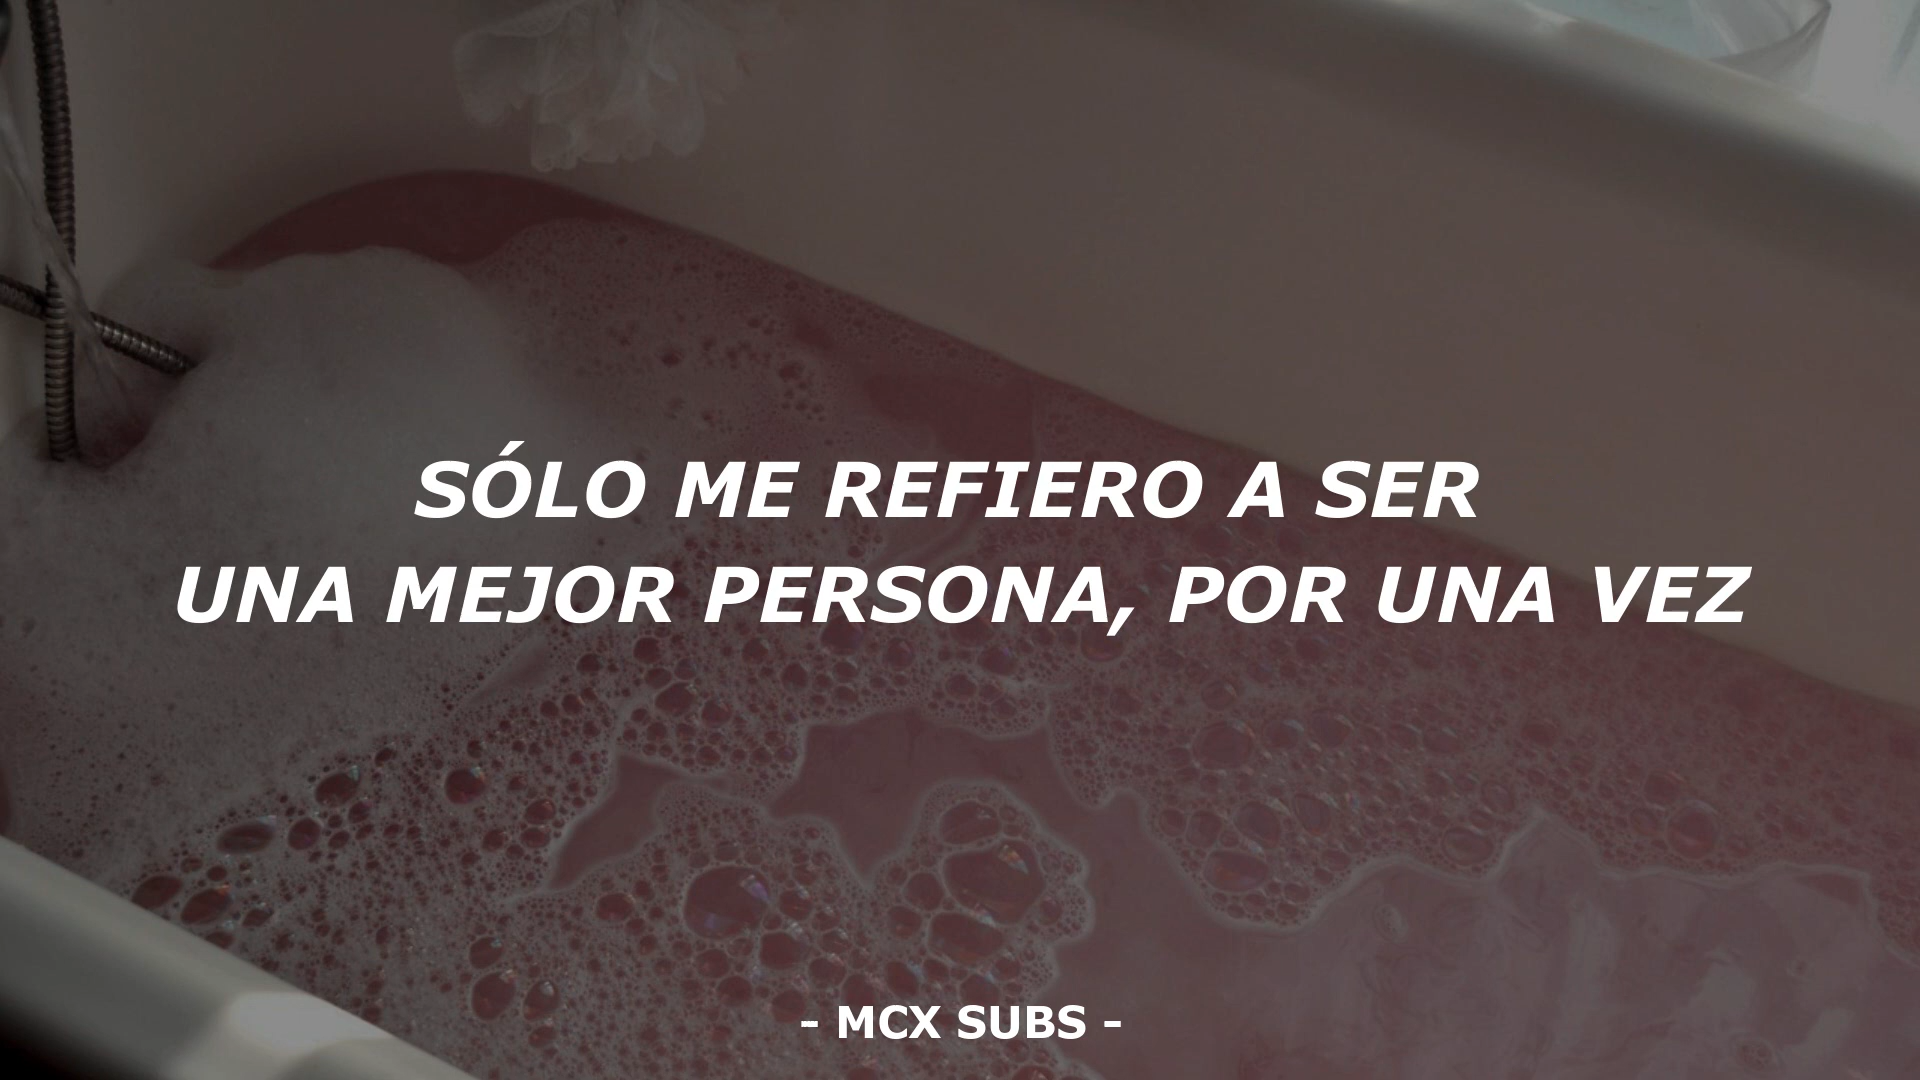 SÓLO ME REFIERO A SER
UNA MEJOR PERSONA, POR UNA VEZ
- MCX SUBS -